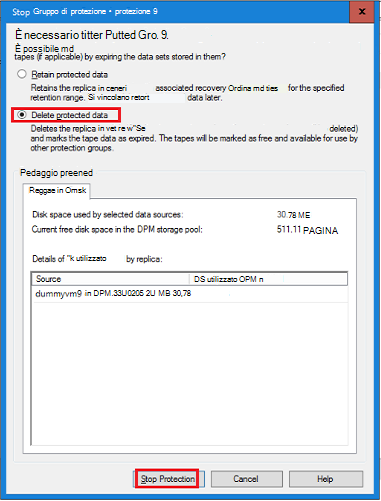 Stop Gruppo di protezione • protezione 9
È necessario titter Putted Gro. 9.
È possibile md
tapes (if applicable) by expiring the data sets stored in them?
Retain protected data
Retains the replica in ceneri associated recovery Ordina md ties for the specified
retention range. Si vincolano retort data later.
Delete protected data
Deletes the replica in vet re w"Se deleted)
and marks the tape data as expired. The tapes will be marked as free and available for use by
other protection groups.
Pedaggio preened
Reggae in Omsk
Disk space used by selected data sources: 30.78 ME
Current free disk space in the DPM storage pool: 511.11 PAGINA
Details of "k utilizzato by replica:
Source DS utilizzato OPM n
dummyvm9 in DPM.33U0205 2U MB 30,78
Stop Protection Cancel Help